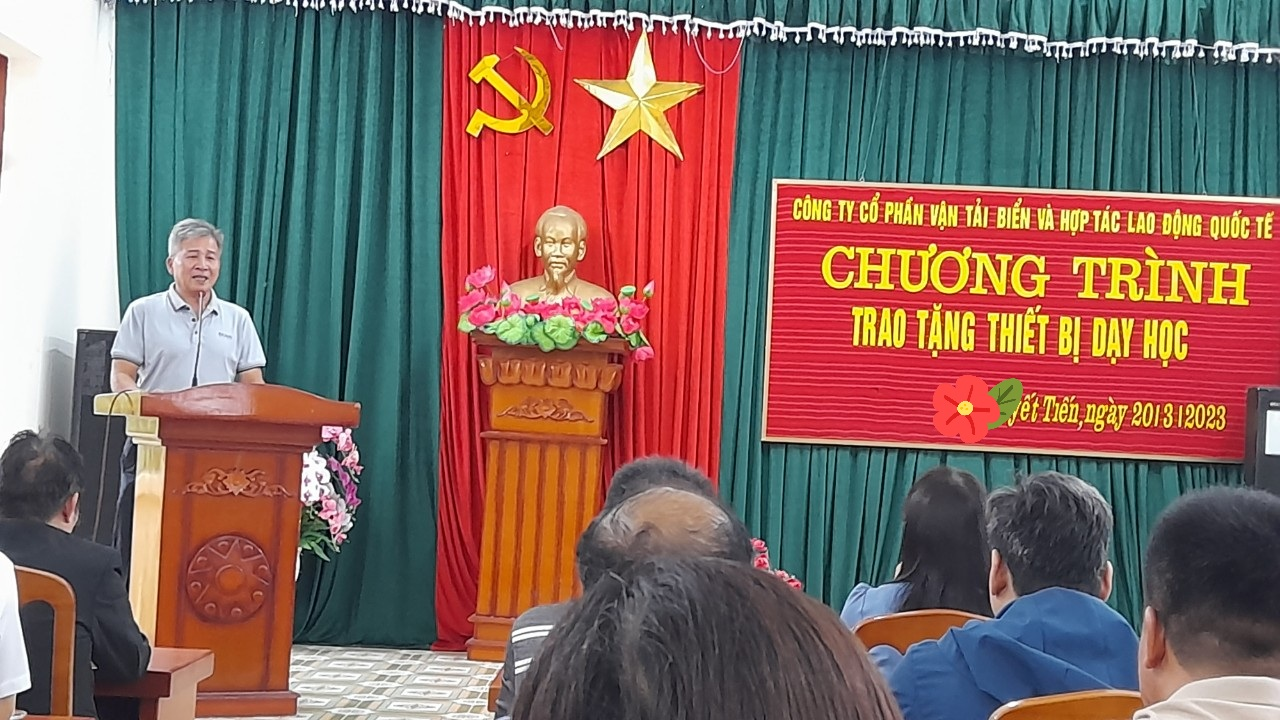 CÔNG TY CỔ PHẦN VẬN TẢI BIỂN VÀ HỢP TÁC LAO ĐỘNG QUỐC TẾ
CHƯƠNG TRÌNH
TRAO TẶNG THIẾT BỊ DẠY HỌC
Tiến, ngày 20/3/2023